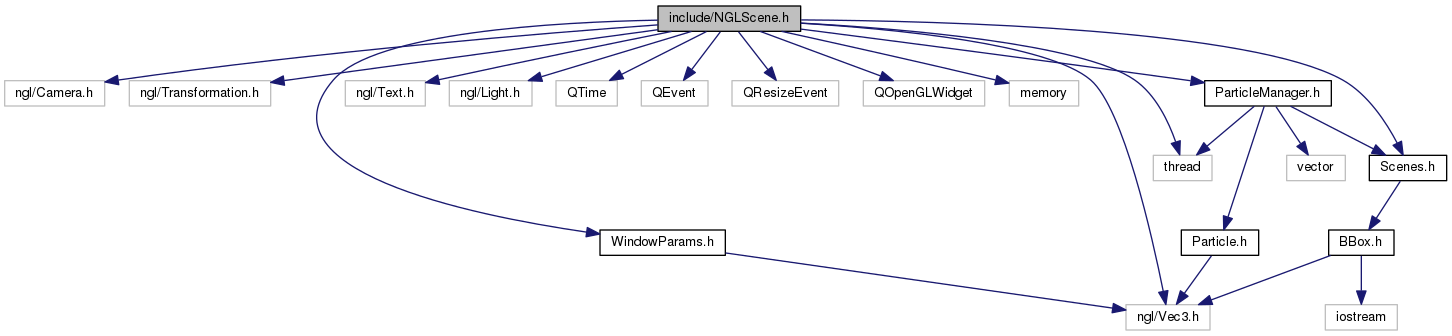 include/NGLScene.h
ngl/Camera.h
ngl/Transformation.h
ngl/Text.h
ngl/Light.h
QTime
QEvent
QResizeEvent
QOpenGLWidget
memory
ParticleManager.h
thread
vector
Scenes.h
WindowParams.h
Particle.h
BBox.h
ngl/Vec3.h
iostream